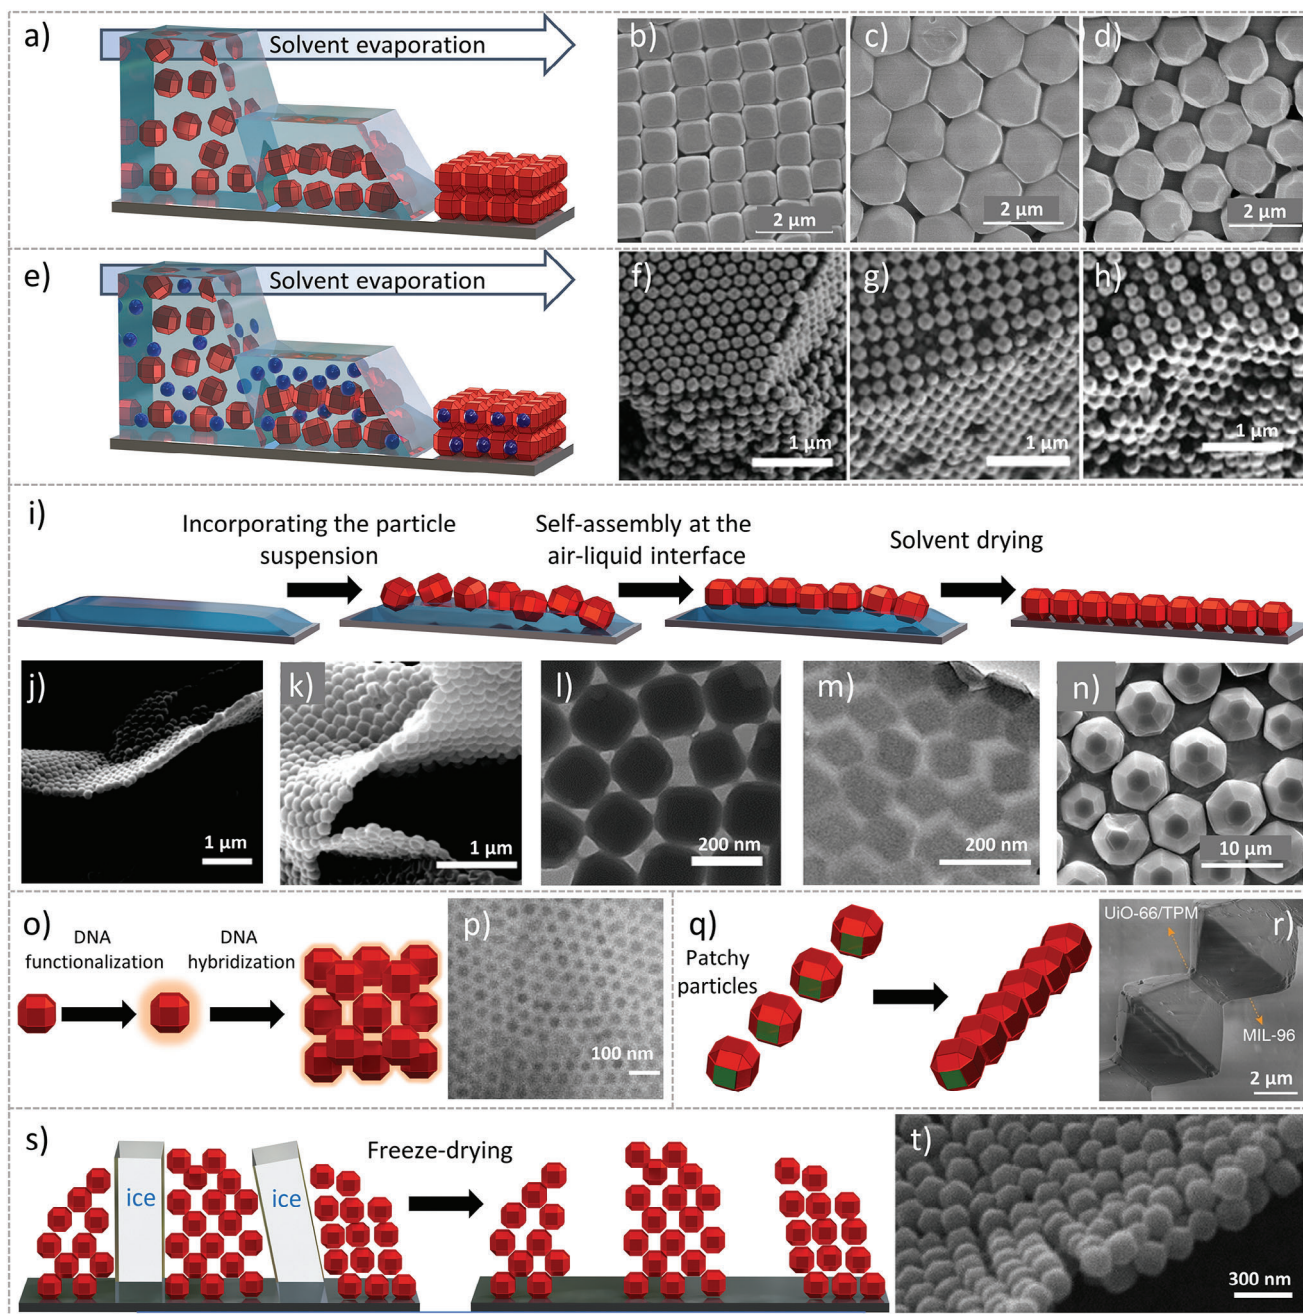 a)
Solvent evaporation
b)
2 μm
c)
2 μm
d)
2 μm
e)
Solvent evaporation
f)
1 μm
g)
1 μm
h)
1 μm
i)
Incorporating the particle
suspension
Self-assembly at the
air-liquid interface
Solvent drying
j)
1 μm
k)
1 μm
l)
200 nm
m)
200 nm
n)
10 μm
o)
DNA
functionalization
DNA
hybridization
p)
100 nm
q)
Patchy
particles
r)
UiO-66/TPM
MIL-96
2 μm
s)
ice
ice
Freeze-drying
t)
300 nm